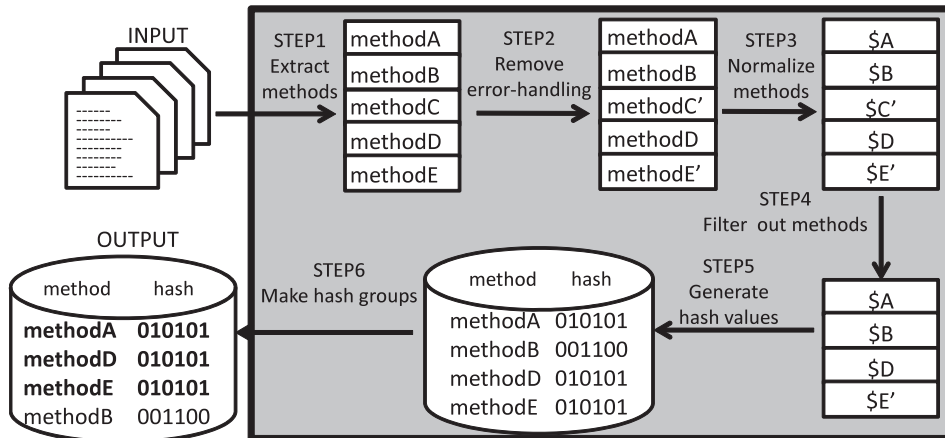 INPUT
STEP1
Extract
methods
methodA
methodB
methodC
methodD
methodE
STEP2
Remove
error-handling
methodA
methodB
methodC’
methodD
methodE’
STEP3
Normalize
methods
$A
$B
$C’
$D
$E’
STEP4
Filter out methods
$A
$B
$D
$E’
STEP5
Generate
hash values
method hash
methodA 010101
methodB 001100
methodD 010101
methodE 010101
STEP6
Make hash groups
OUTPUT
method hash
methodA 010101
methodD 010101
methodE 010101
methodB 001100